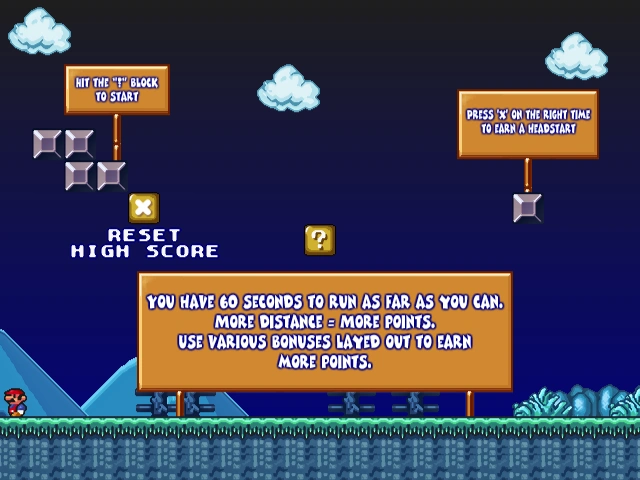 HIT THE "!" BLOCK
TO START
PRESS 'X' ON THE RIGHT TIME
TO EARN A HEADSTART
RESET
HIGH SCORE
?
YOU HAVE 60 SECONDS TO RUN AS FAR AS YOU CAN.
MORE DISTANCE = MORE POINTS.
USE VARIOUS BONUSES LAYED OUT TO EARN
MORE POINTS.